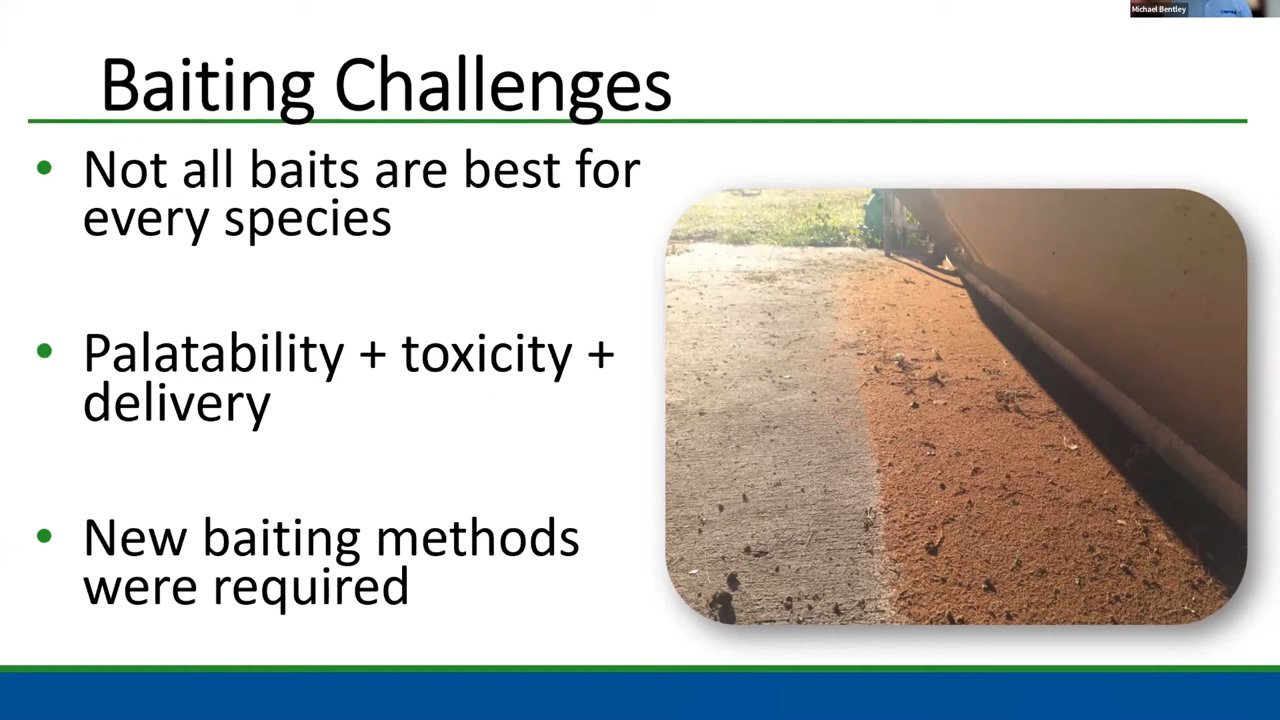 Michael Bentley
Baiting Challenges
• Not all baits are best for
every species
• Palatability + toxicity +
delivery
• New baiting methods
were required